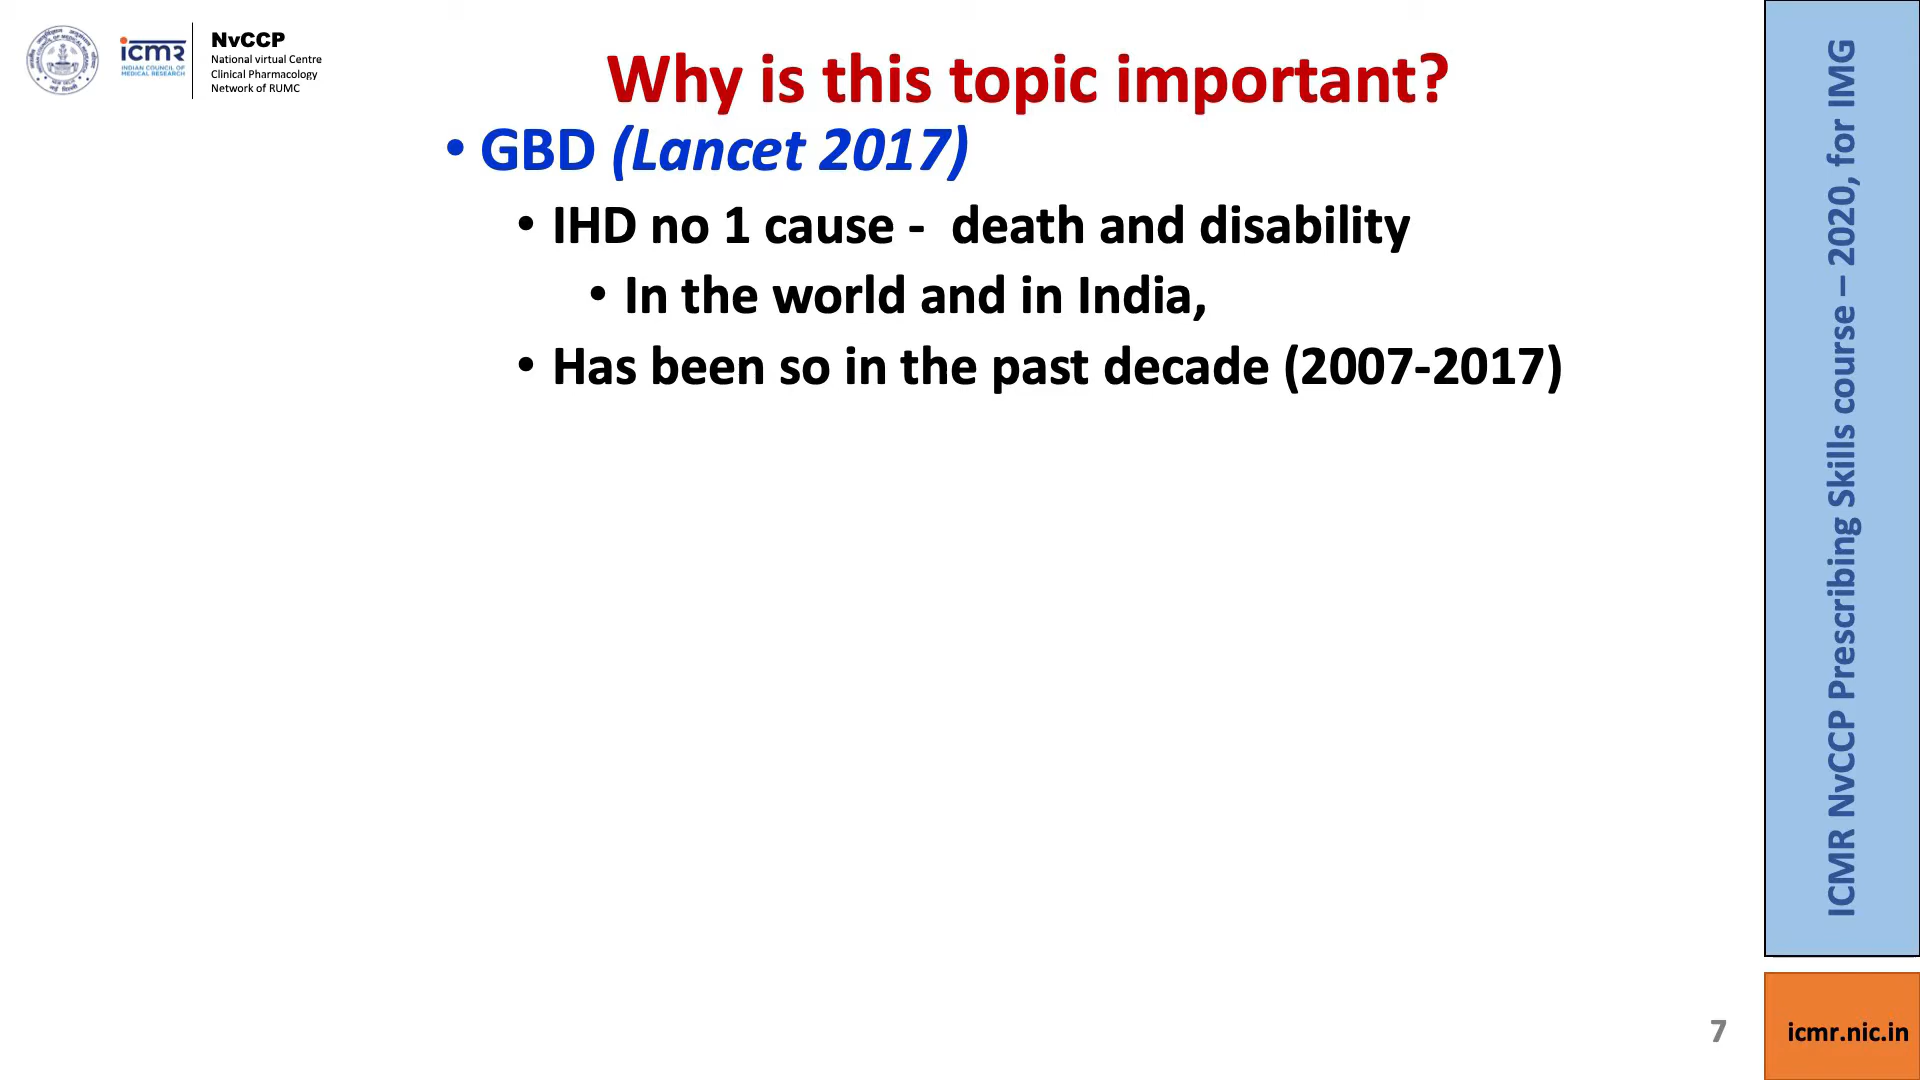 icmr
INDIAN COUNCIL OF
MEDICAL RESEARCH
NvCCP
National virtual Centre
Clinical Pharmacology
Network of RUMC
Why is this topic important?
• GBD (Lancet 2017)
• IHD no 1 cause - death and disability
• In the world and in India,
• Has been so in the past decade (2007-2017)
ICMR NvCCP Prescribing Skills course – 2020, for IMG
7
icmr.nic.in